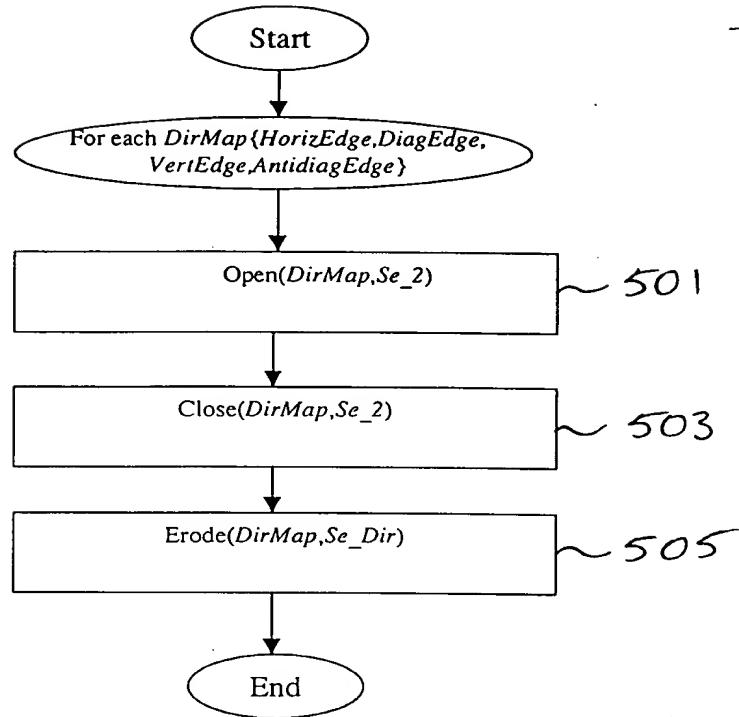 Start
For each DirMap{HorizEdge,DiagEdge,
VertEdge,AntidiagEdge}
Open(DirMap,Se_2)
501
Close(DirMap,Se_2)
503
Erode(DirMap,Se_Dir)
505
End